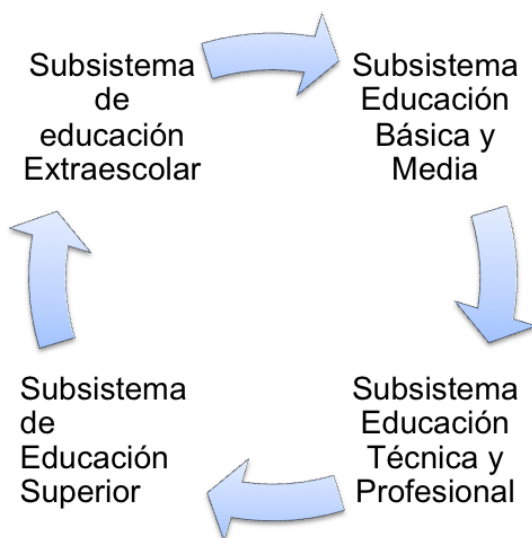 Subsistema
de
educación
Extraescolar
Subsistema
Educación
Básica y
Media
Subsistema
Educación
Técnica y
Profesional
Subsistema
de
Educación
Superior